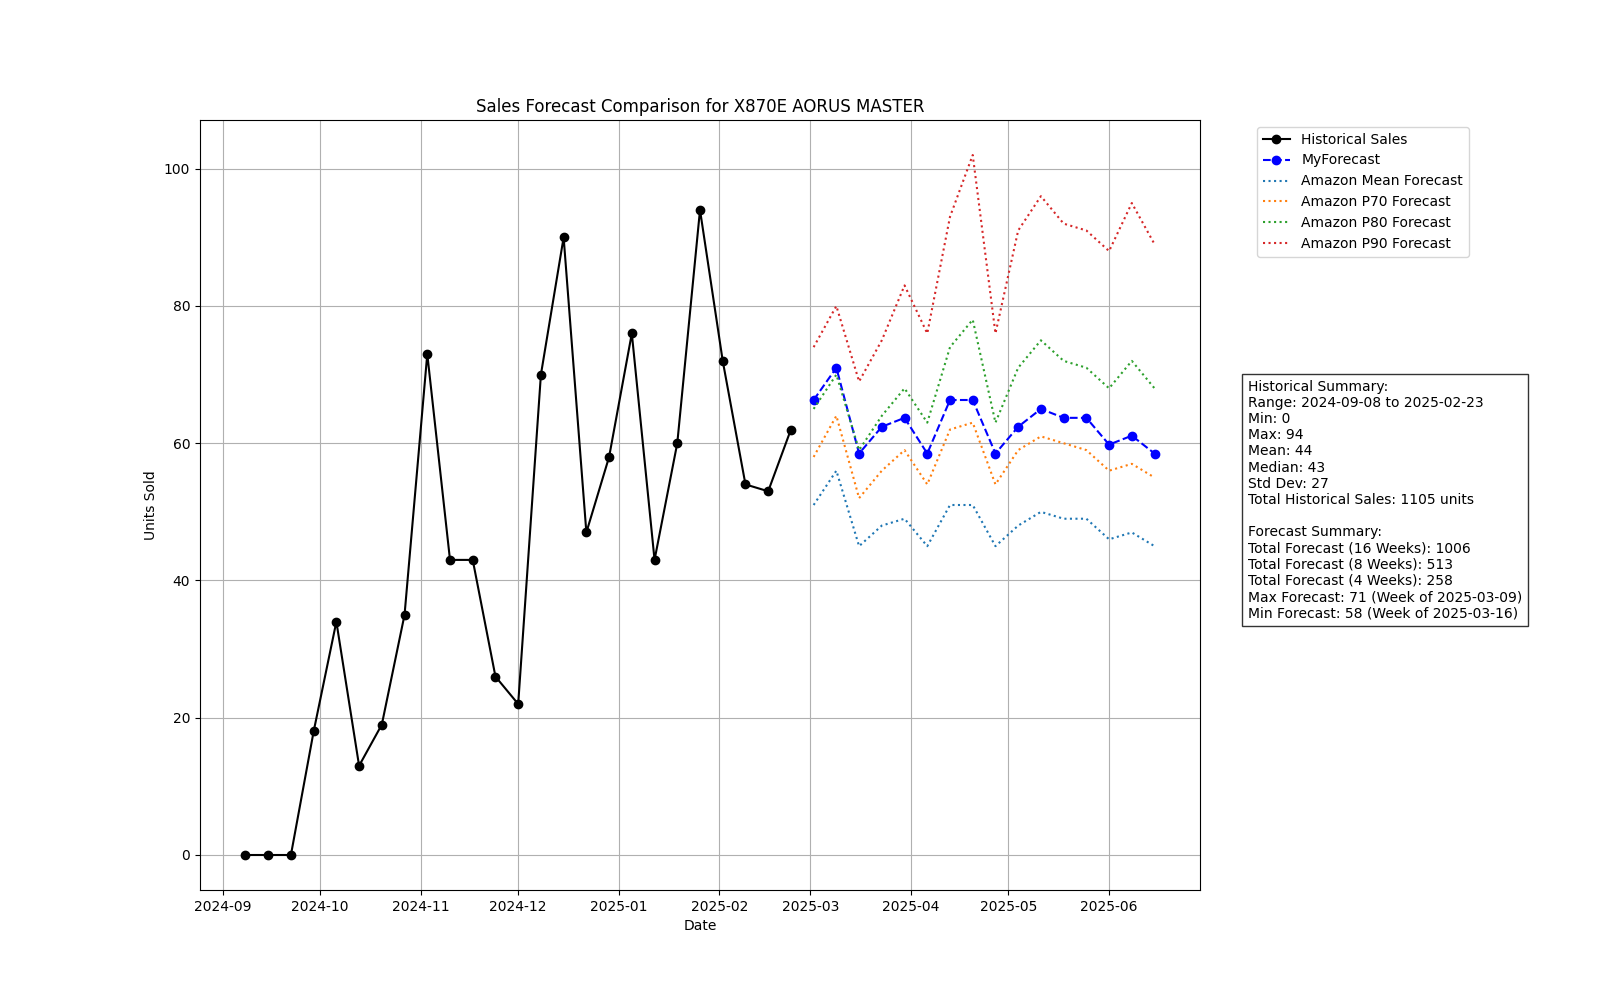 Sales Forecast Comparison for X870E AORUS MASTER
Units Sold
100
80
60
40
20
0
2024-09 2024-10 2024-11 2024-12 2025-01 2025-02 2025-03 2025-04 2025-05 2025-06
Date
Historical Sales
MyForecast
Amazon Mean Forecast
Amazon P70 Forecast
Amazon P80 Forecast
Amazon P90 Forecast
Historical Summary:
Range: 2024-09-08 to 2025-02-23
Min: 0
Max: 94
Mean: 44
Median: 43
Std Dev: 27
Total Historical Sales: 1105 units
Forecast Summary:
Total Forecast (16 Weeks): 1006
Total Forecast (8 Weeks): 513
Total Forecast (4 Weeks): 258
Max Forecast: 71 (Week of 2025-03-09)
Min Forecast: 58 (Week of 2025-03-16)